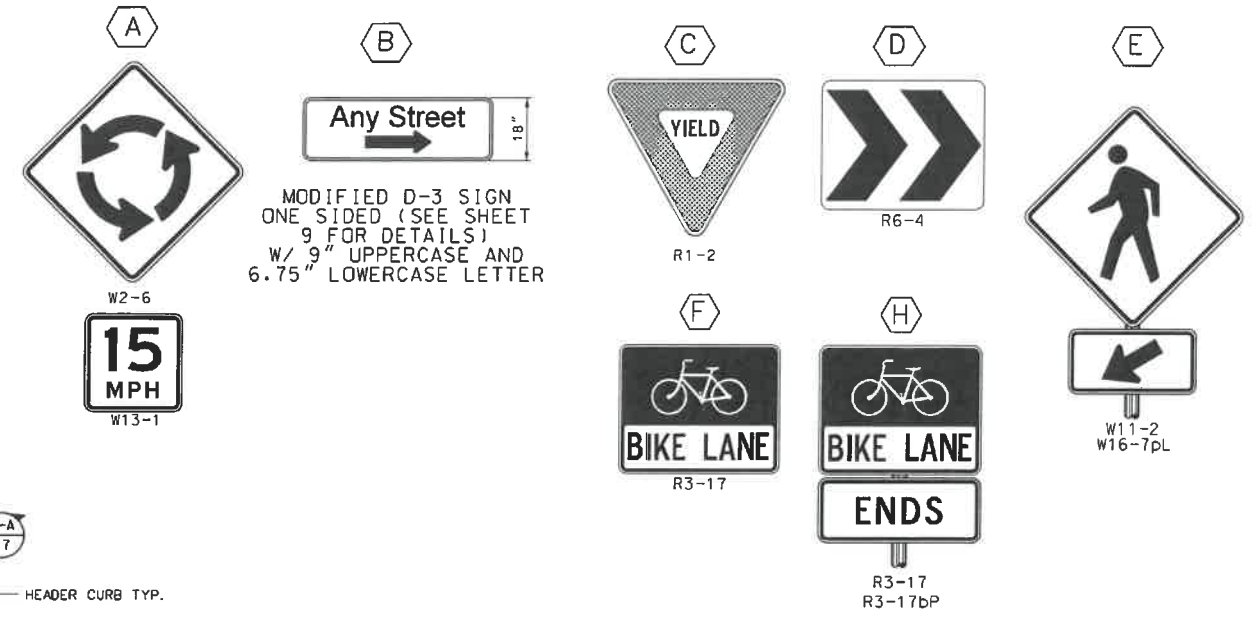 A
B
C
D
E
Any Street
18"
YIELD
MODIFIED D-3 SIGN
ONE SIDED (SEE SHEET
9 FOR DETAILS)
W/ 9" UPPERCASE AND
6.75" LOWERCASE LETTER
R1-2
R6-4
W2-6
15
MPH
W13-1
F
H
BIKE LANE
R3-17
BIKE LANE
ENDS
R3-17
R3-17bP
W11-2
W16-7pL
-A
7
HEADER CURB TYP.